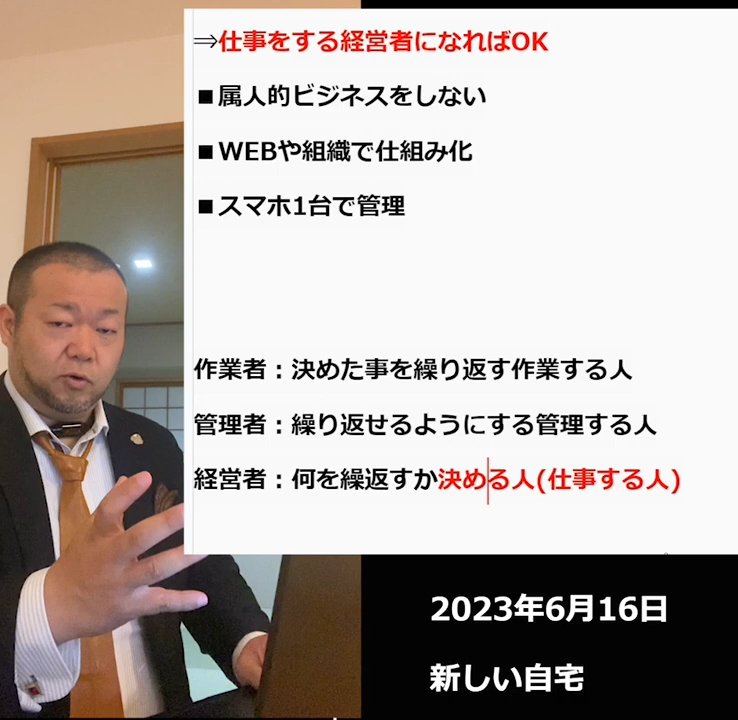 ⇒仕事をする経営者になればOK
■属人的ビジネスをしない
■WEBや組織で仕組み化
■スマホ1台で管理
作業者：決めた事を繰り返す作業する人
管理者：繰り返せるようにする管理する人
経営者：何を繰返すか決める人(仕事する人)
2023年6月16日
新しい自宅